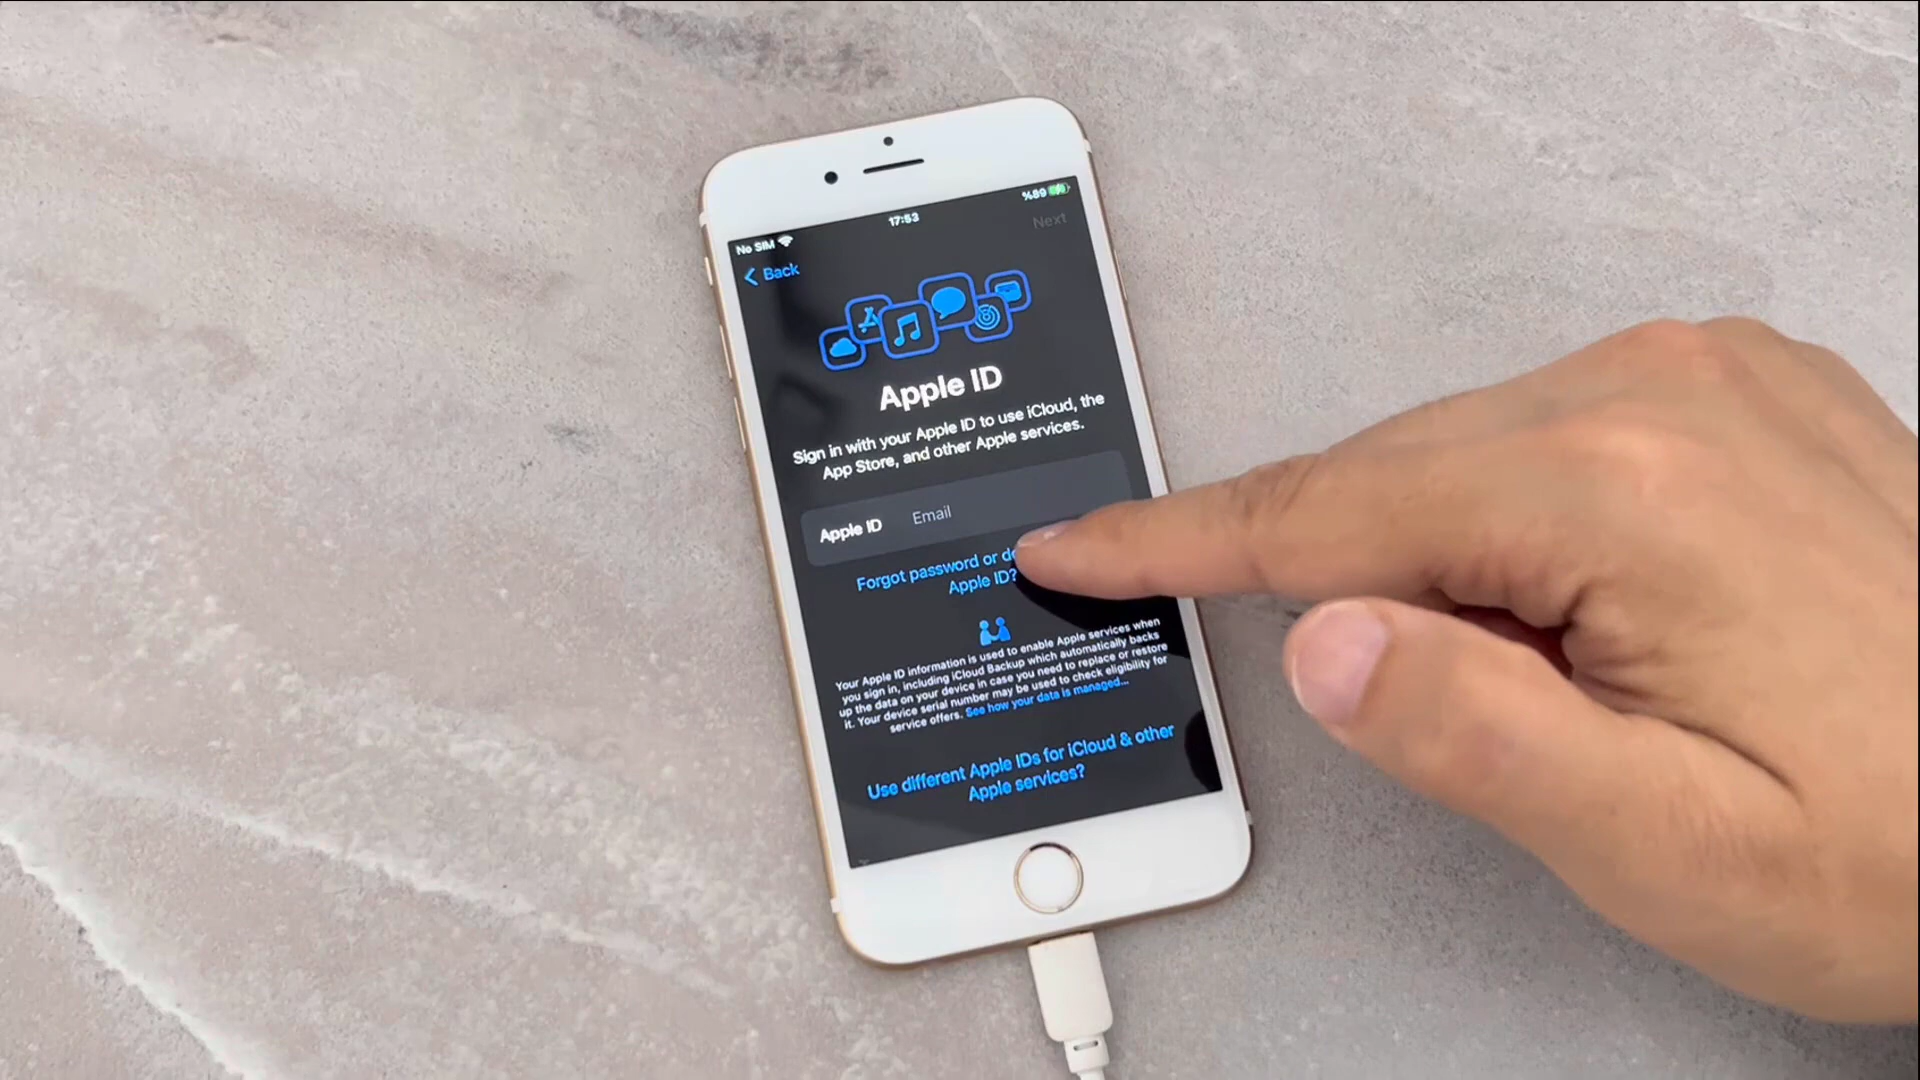 No SIM 17:53 %89
Back Next
Apple ID
Sign in with your Apple ID to use iCloud, the
App Store, and other Apple services.
Apple ID Email
Forgot password or
Apple ID?
Your Apple ID information is used to enable Apple services when
you sign in, including iCloud Backup which automatically backs
up the data on your device in case you need to replace or restore
it. Your device serial number may be used to check eligibility for
service offers. See how your data is managed...
Use different Apple IDs for iCloud & other
Apple services?